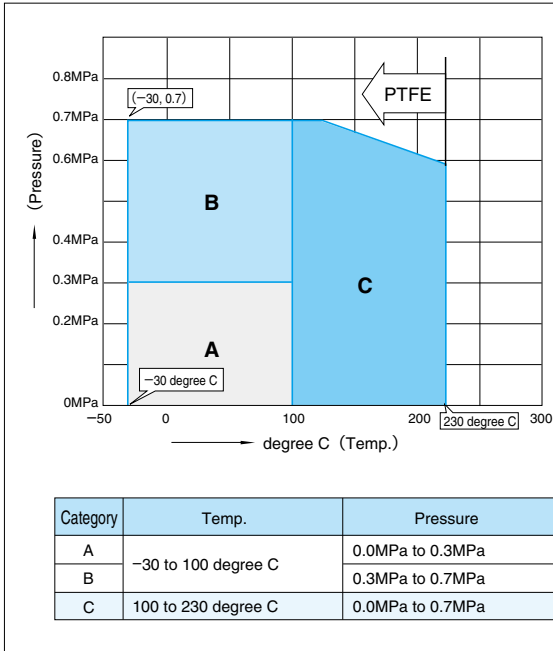 0.8MPa
PTFE
(−30, 0.7)
0.7MPa
0.6MPa
(Pressure)
B
0.4MPa
C
0.3MPa
0.2MPa
A
−30 degree C
0MPa
−50 0 100 200 300
230 degree C
degree C (Temp.)
Category Temp. Pressure
A −30 to 100 degree C 0.0MPa to 0.3MPa
B 0.3MPa to 0.7MPa
C 100 to 230 degree C 0.0MPa to 0.7MPa